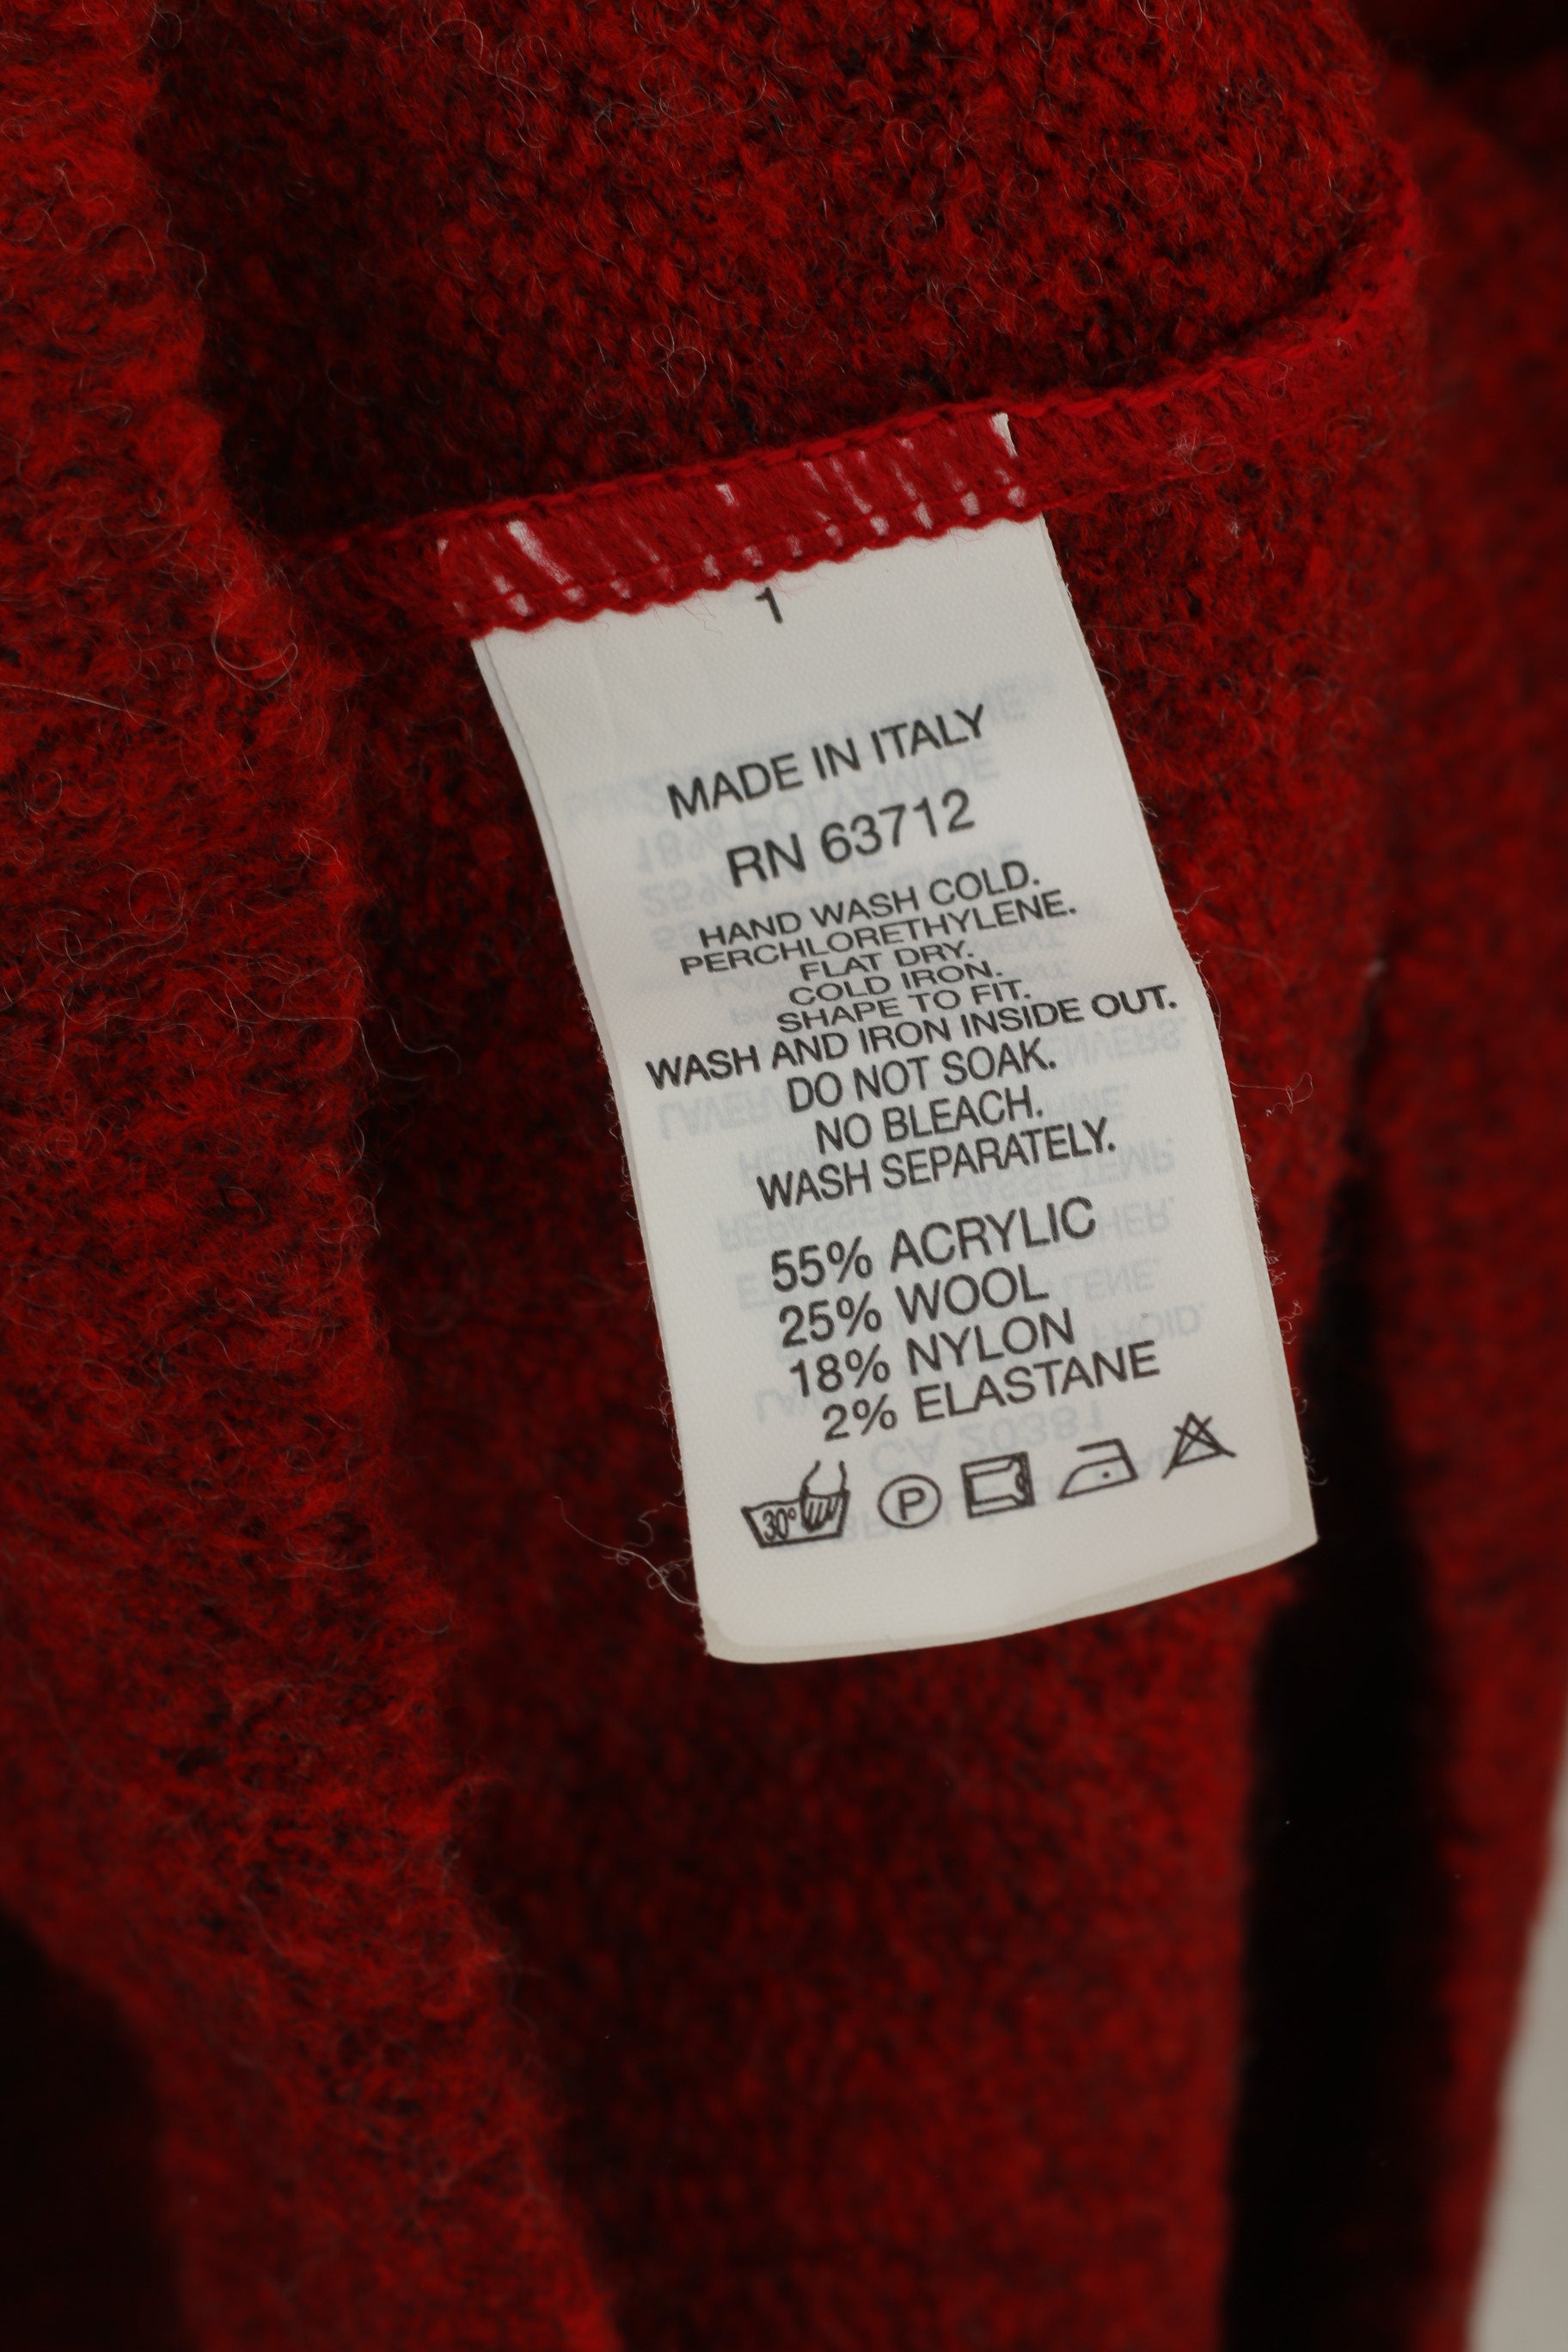 1
MADE IN ITALY
RN 63712
HAND WASH COLD.
PERCHLORETHYLENE.
FLAT DRY.
COLD IRON.
SHAPE TO FIT.
WASH AND IRON INSIDE OUT.
DO NOT SOAK.
NO BLEACH.
WASH SEPARATELY.
55% ACRYLIC
25% WOOL
18% NYLON
2% ELASTANE
30° P